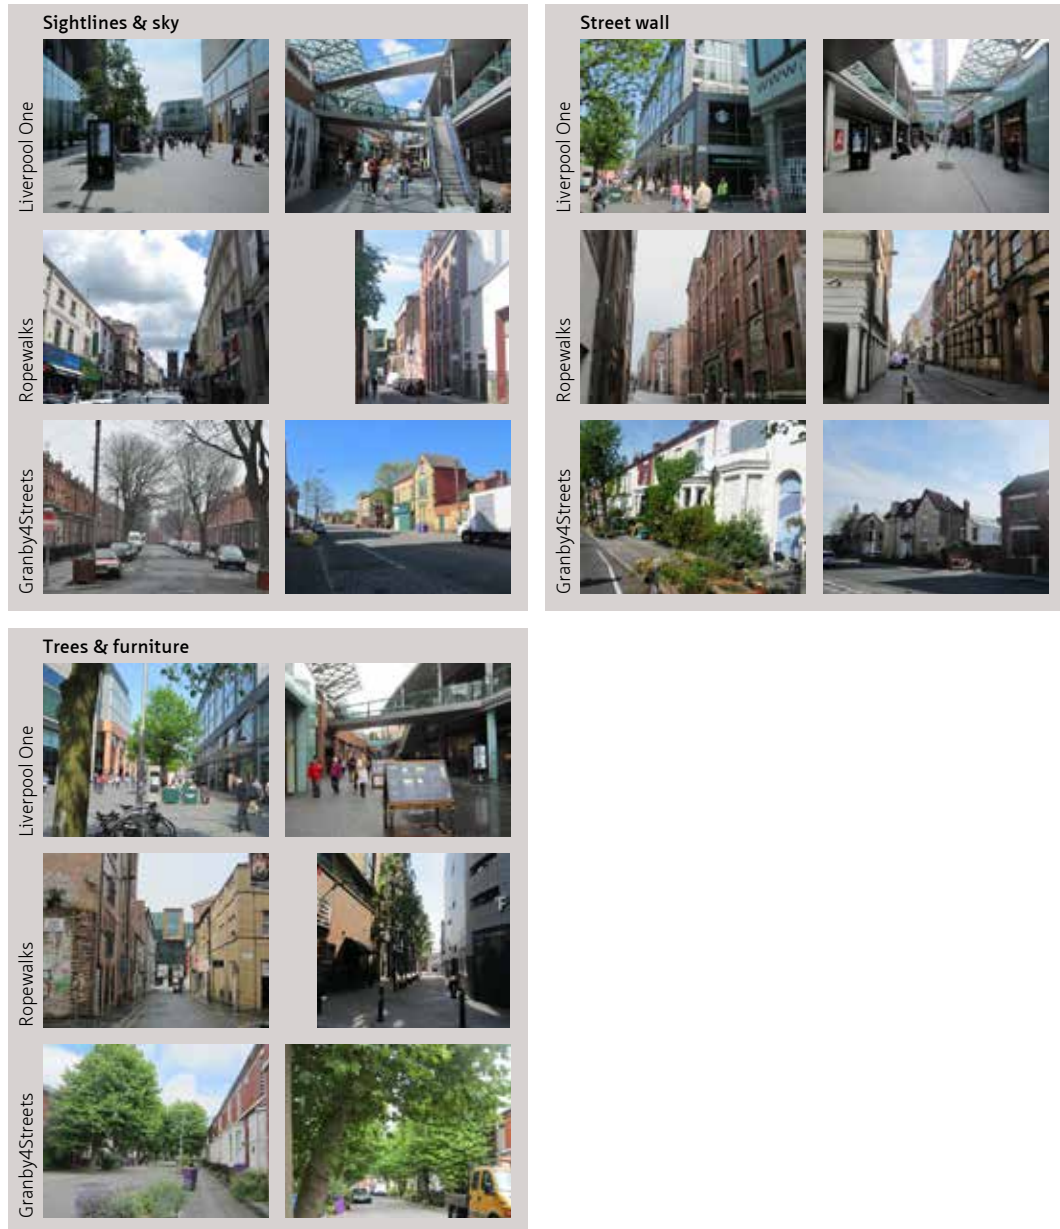 Sightlines & sky
Liverpool One
Ropewalks
Granby4Streets
Street wall
Liverpool One
Ropewalks
Granby4Streets
Trees & furniture
Liverpool One
Ropewalks
Granby4Streets